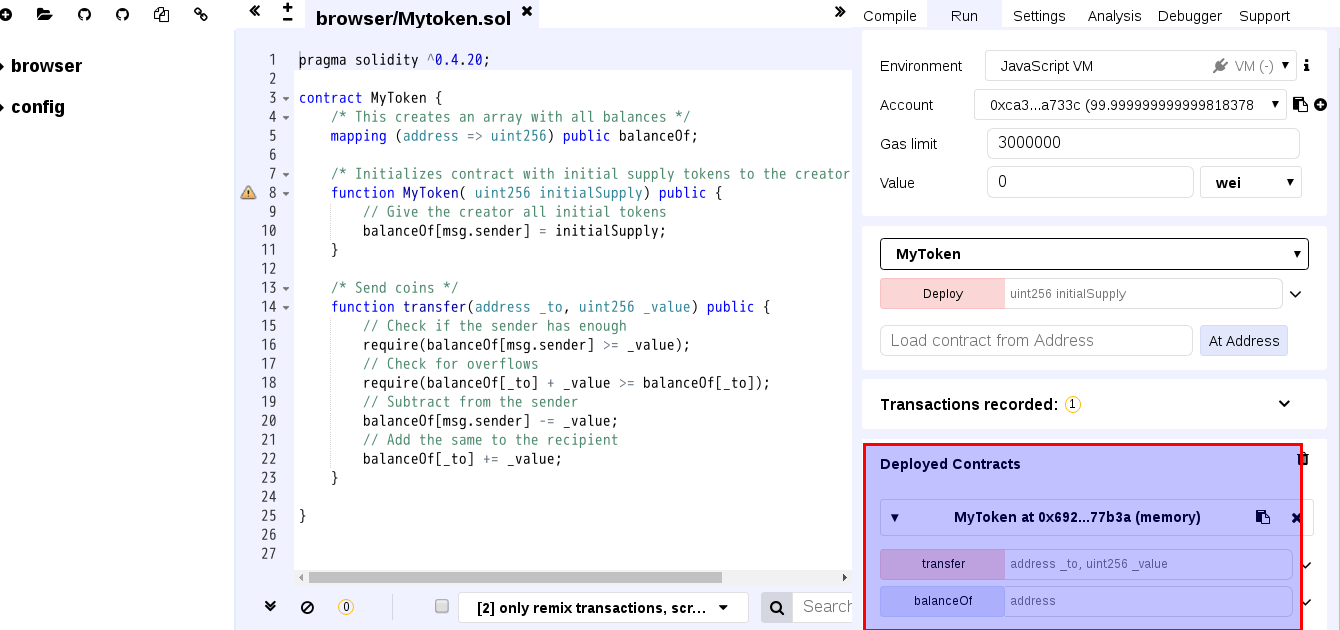 browser/Mytoken.sol
Compile Run Settings Analysis Debugger Support
browser
config
1 pragma solidity ^0.4.20;
2
3 contract MyToken {
4 /* This creates an array with all balances */
5 mapping (address => uint256) public balanceOf;
6
7 /* Initializes contract with initial supply tokens to the creator
8 function MyToken( uint256 initialSupply) public {
9 // Give the creator all initial tokens
10 balanceOf[msg.sender] = initialSupply;
11 }
12
13 /* Send coins */
14 function transfer(address _to, uint256 _value) public {
15 // Check if the sender has enough
16 require(balanceOf[msg.sender] >= _value);
17 // Check for overflows
18 require(balanceOf[_to] + _value >= balanceOf[_to]);
19 // Subtract from the sender
20 balanceOf[msg.sender] -= _value;
21 // Add the same to the recipient
22 balanceOf[_to] += _value;
23 }
24
25 }
26
27
0
[2] only remix transactions, scr...
Search
Environment JavaScript VM VM (-)
Account 0xca3...a733c (99.999999999999818378
Gas limit 3000000
Value 0 wei
MyToken
Deploy uint256 initialSupply
Load contract from Address At Address
Transactions recorded: 1
Deployed Contracts
MyToken at 0x692...77b3a (memory)
transfer address _to, uint256 _value
balanceOf address